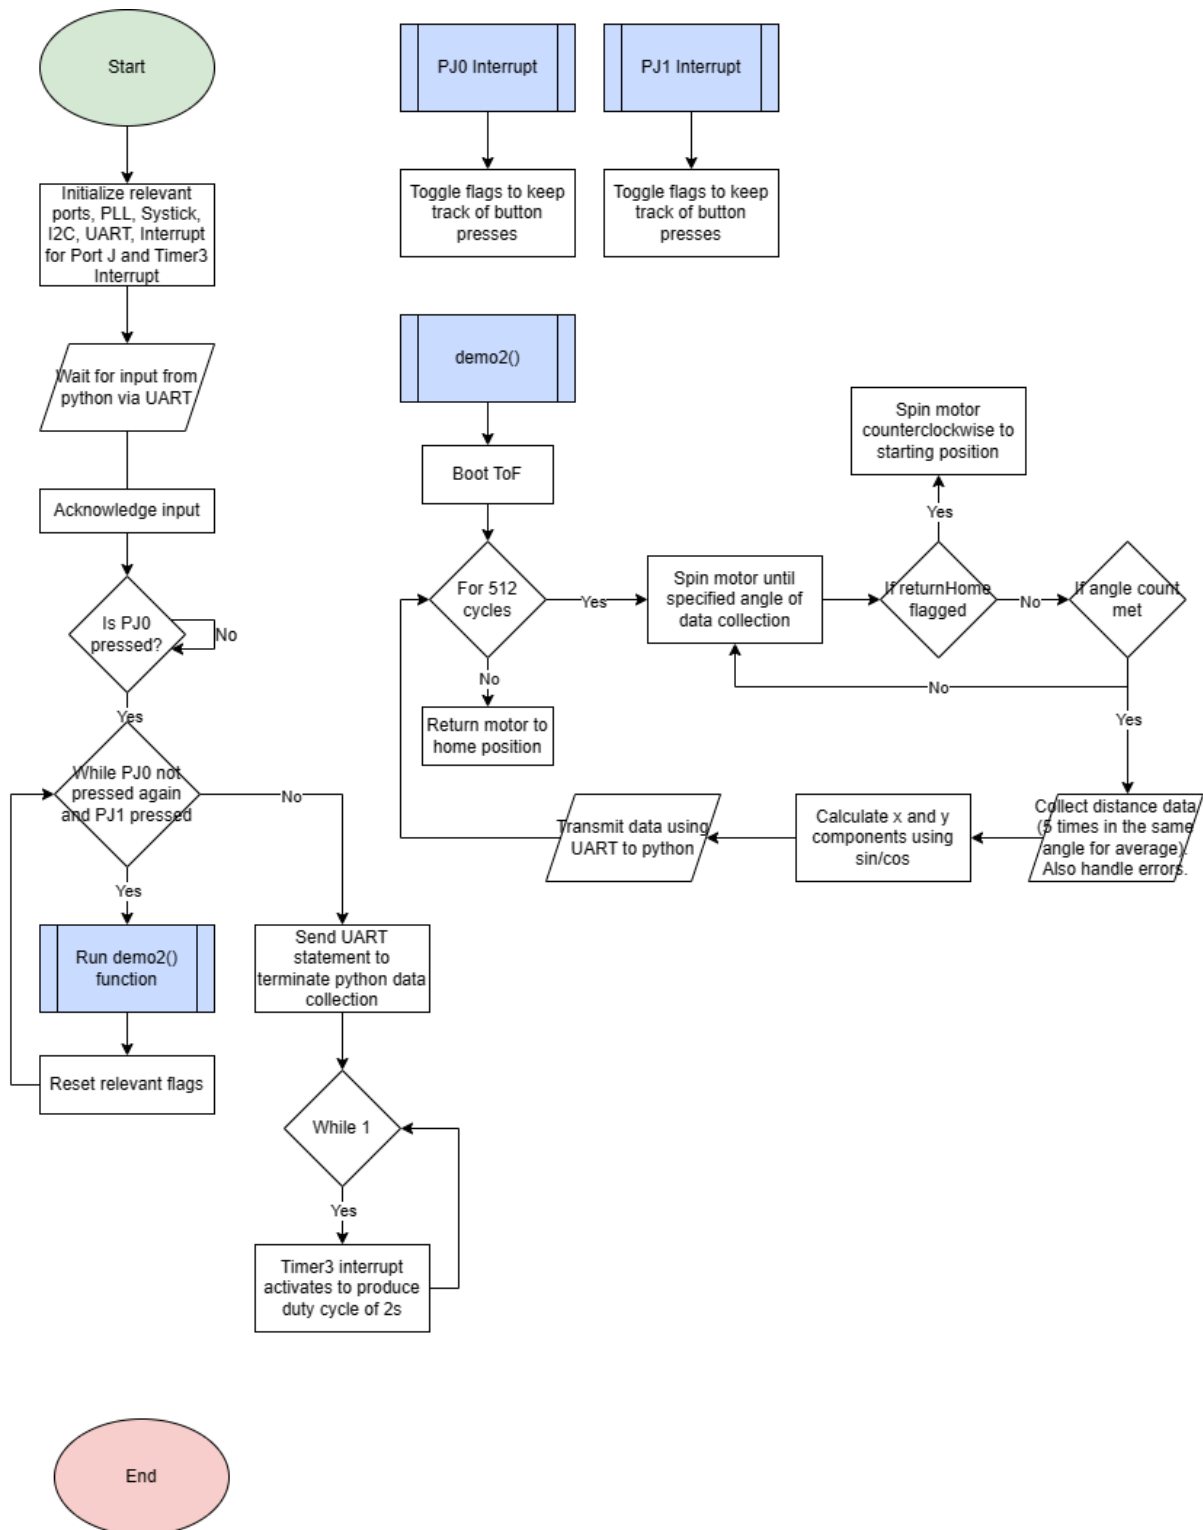 Start
Initialize relevant
ports, PLL, Systick,
I2C, UART, Interrupt
for Port J and Timer3
Interrupt
Wait for input from
python via UART
Acknowledge input
Is PJ0
pressed?
No
Yes
While PJ0 not
pressed again
and PJ1 pressed
No
Yes
Run demo2()
function
Reset relevant flags
Send UART
statement to
terminate python data
collection
While 1
Yes
Timer3 interrupt
activates to produce
duty cycle of 2s
End
PJ0 Interrupt
Toggle flags to keep
track of button
presses
PJ1 Interrupt
Toggle flags to keep
track of button
presses
demo2()
Boot ToF
For 512
cycles
Yes
No
Return motor to
home position
Spin motor until
specified angle of
data collection
If returnHome
flagged
Yes
Spin motor
counterclockwise to
starting position
No
If angle count
met
No
Yes
Collect distance data
(5 times in the same
angle for average).
Also handle errors.
Calculate x and y
components using
sin/cos
Transmit data using
UART to python